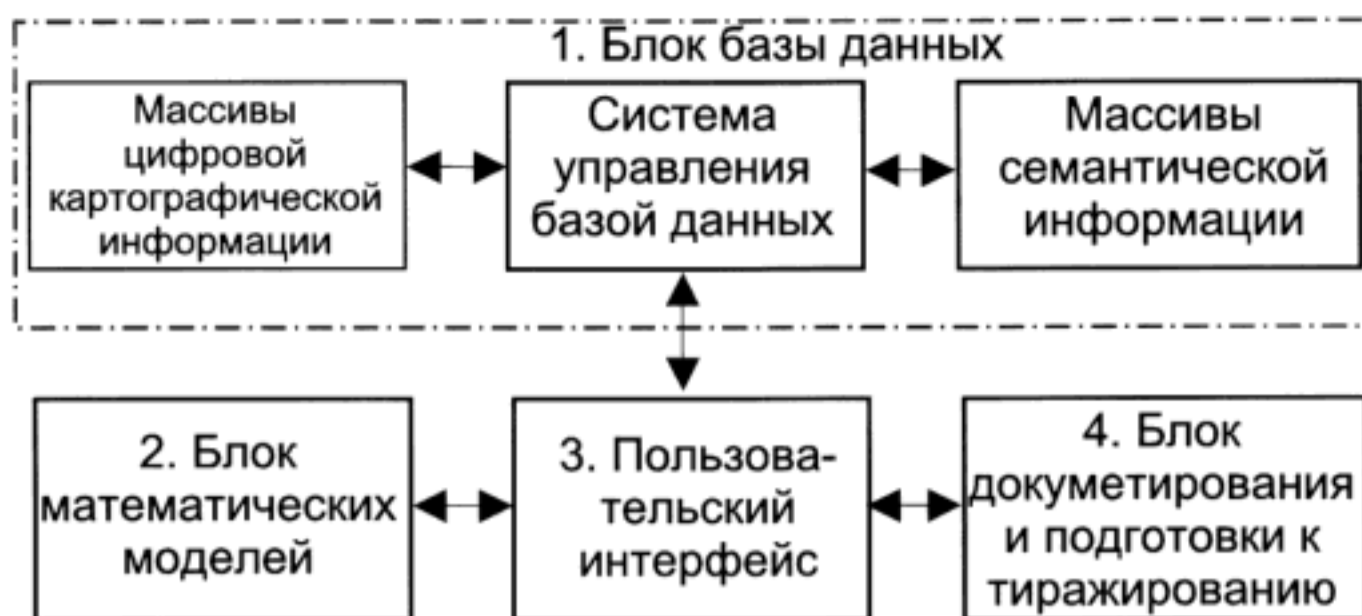 1. Блок базы данных
Массивы
цифровой
картографической
информации
Система
управления
базой данных
Массивы
семантической
информации
2. Блок
математических
моделей
3. Пользова-
тельский
интерфейс
4. Блок
докуметирования
и подготовки к
тиражированию